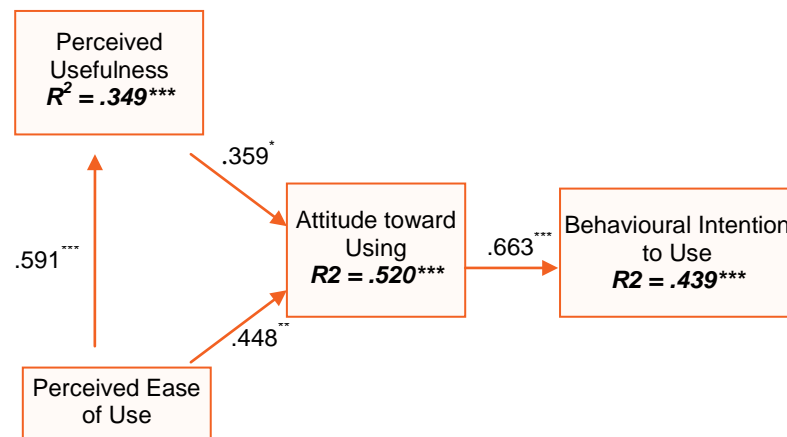 Perceived
Usefulness
R² = .349***
.359*
Attitude toward
Using
R2 = .520***
.663***
Behavioural Intention
to Use
R2 = .439***
.591***
.448**
Perceived Ease
of Use